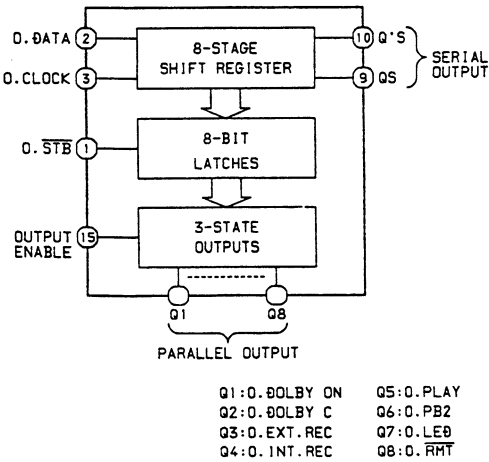 O.DATA 2
8-STAGE
SHIFT REGISTER
10 Q'S
O.CLOCK 3
9 QS
SERIAL
OUTPUT
O.S̅T̅B̅ 1
8-BIT
LATCHES
OUTPUT
ENABLE
15
3-STATE
OUTPUTS
Q1
Q8
PARALLEL OUTPUT
Q1:O.DOLBY ON
Q2:O.DOLBY C
Q3:O.EXT.REC
Q4:O.INT.REC
Q5:O.PLAY
Q6:O.PB2
Q7:O.LED
Q8:O.R̅M̅T̅